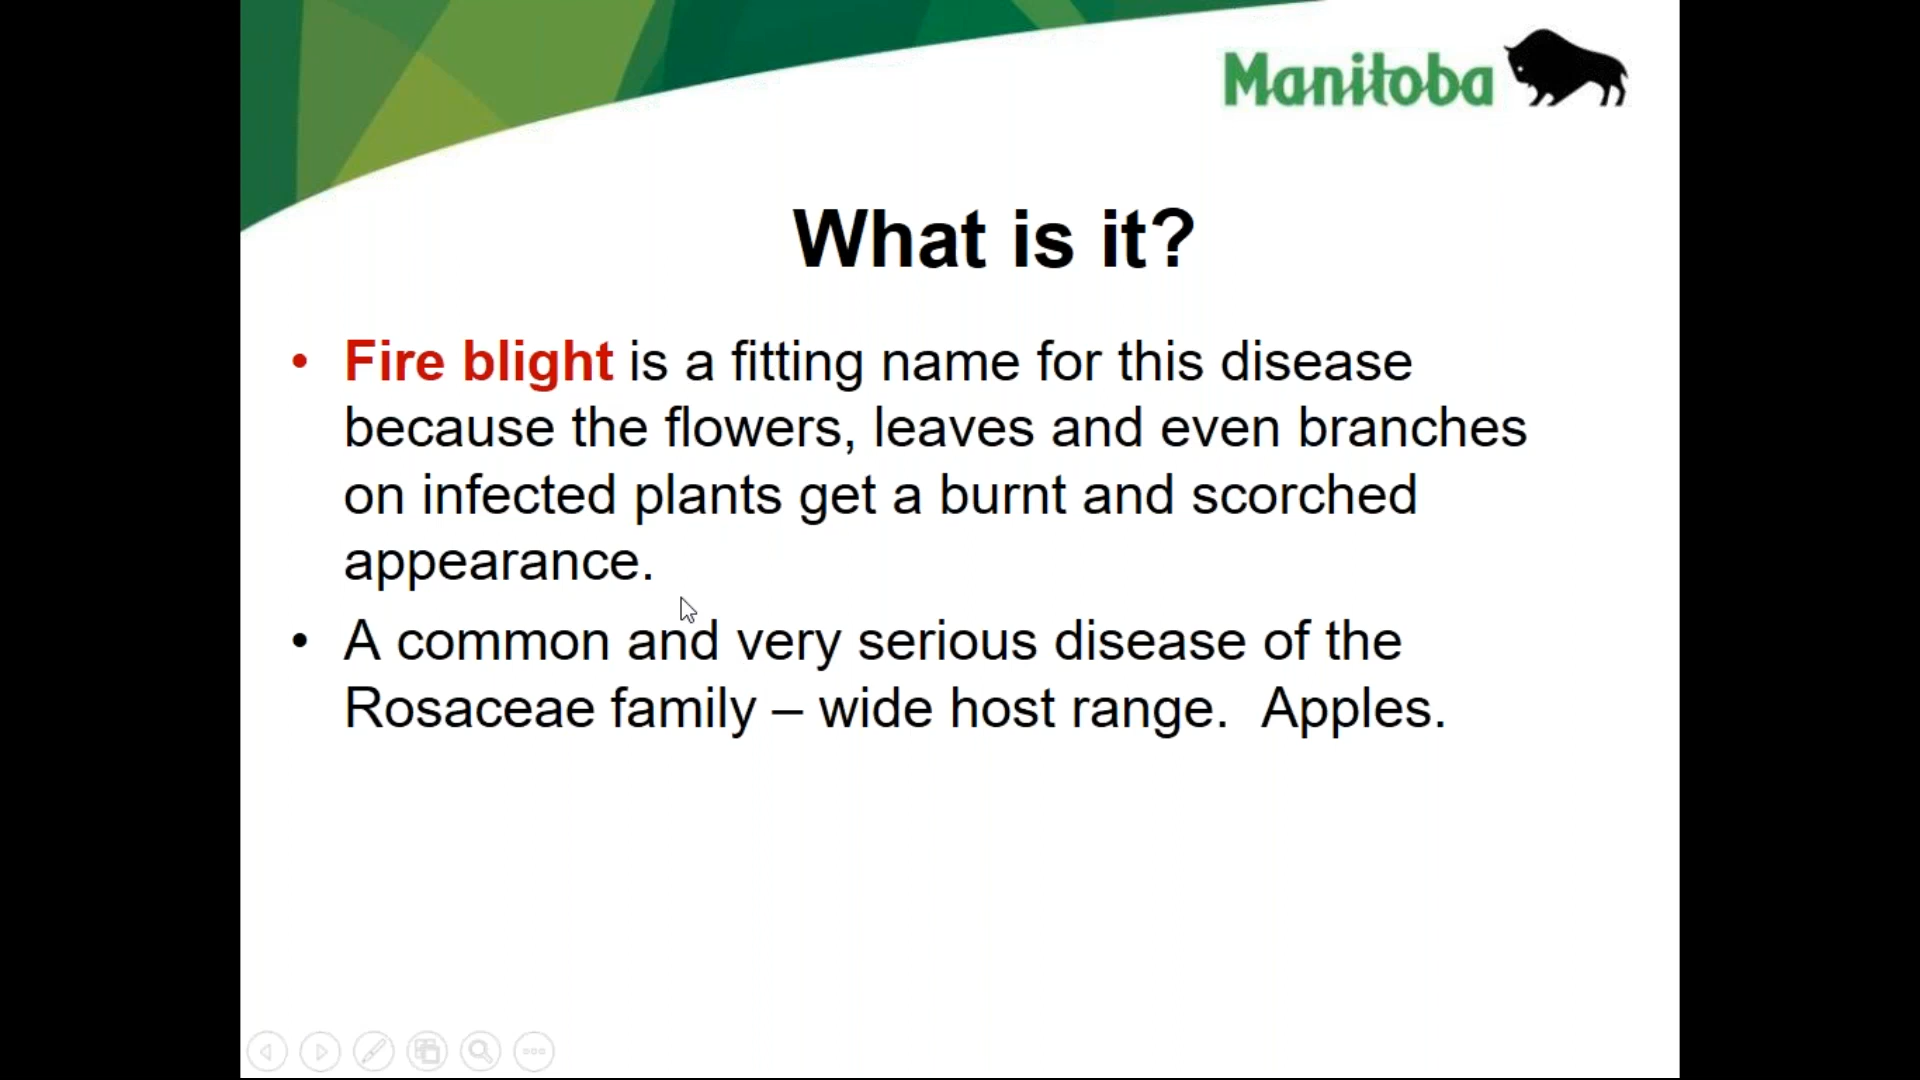 Manitoba
What is it?
• Fire blight is a fitting name for this disease
because the flowers, leaves and even branches
on infected plants get a burnt and scorched
appearance.
• A common and very serious disease of the
Rosaceae family – wide host range.  Apples.